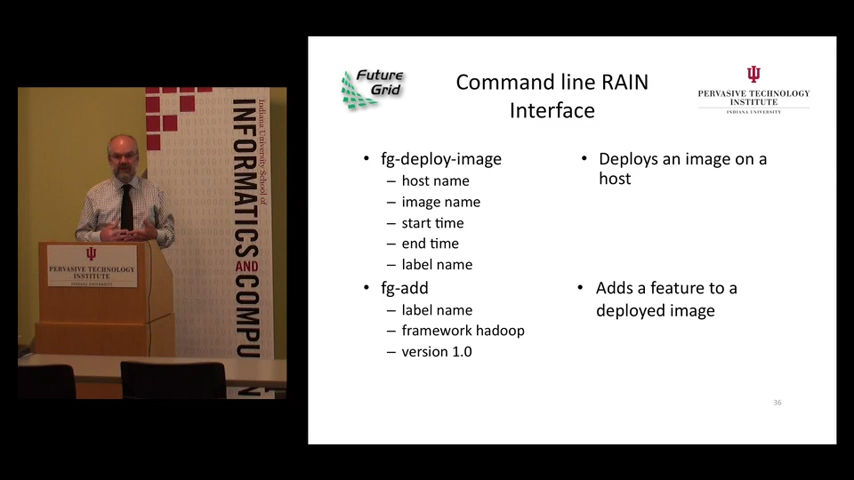 Future
Grid
Command line RAIN
Interface
PERVASIVE TECHNOLOGY
INSTITUTE
INDIANA UNIVERSITY
• fg-deploy-image
– host name
– image name
– start time
– end time
– label name
• fg-add
– label name
– framework hadoop
– version 1.0
• Deploys an image on a
host
• Adds a feature to a
deployed image
36
Indiana University School of
INFORMATICS AND COMPU
PERVASIVE TECHNOLOGY
INSTITUTE